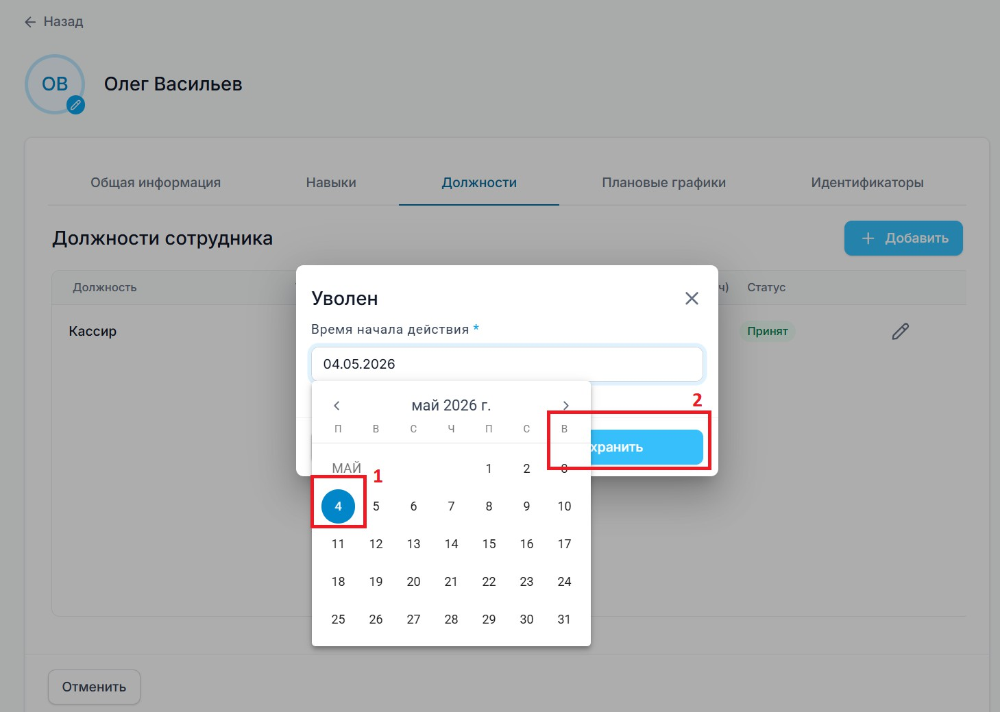 Назад
ОВ
Олег Васильев
Общая информация
Навыки
Должности
Плановые графики
Идентификаторы
Должности сотрудника
Добавить
Должность
ч)
Статус
Кассир
Принят
Уволен
Время начала действия *
04.05.2026
2
май 2026 г.
П В С Ч П С В
хранить
МАЙ 1 2 3
1
4 5 6 7 8 9 10
11 12 13 14 15 16 17
18 19 20 21 22 23 24
25 26 27 28 29 30 31
Отменить